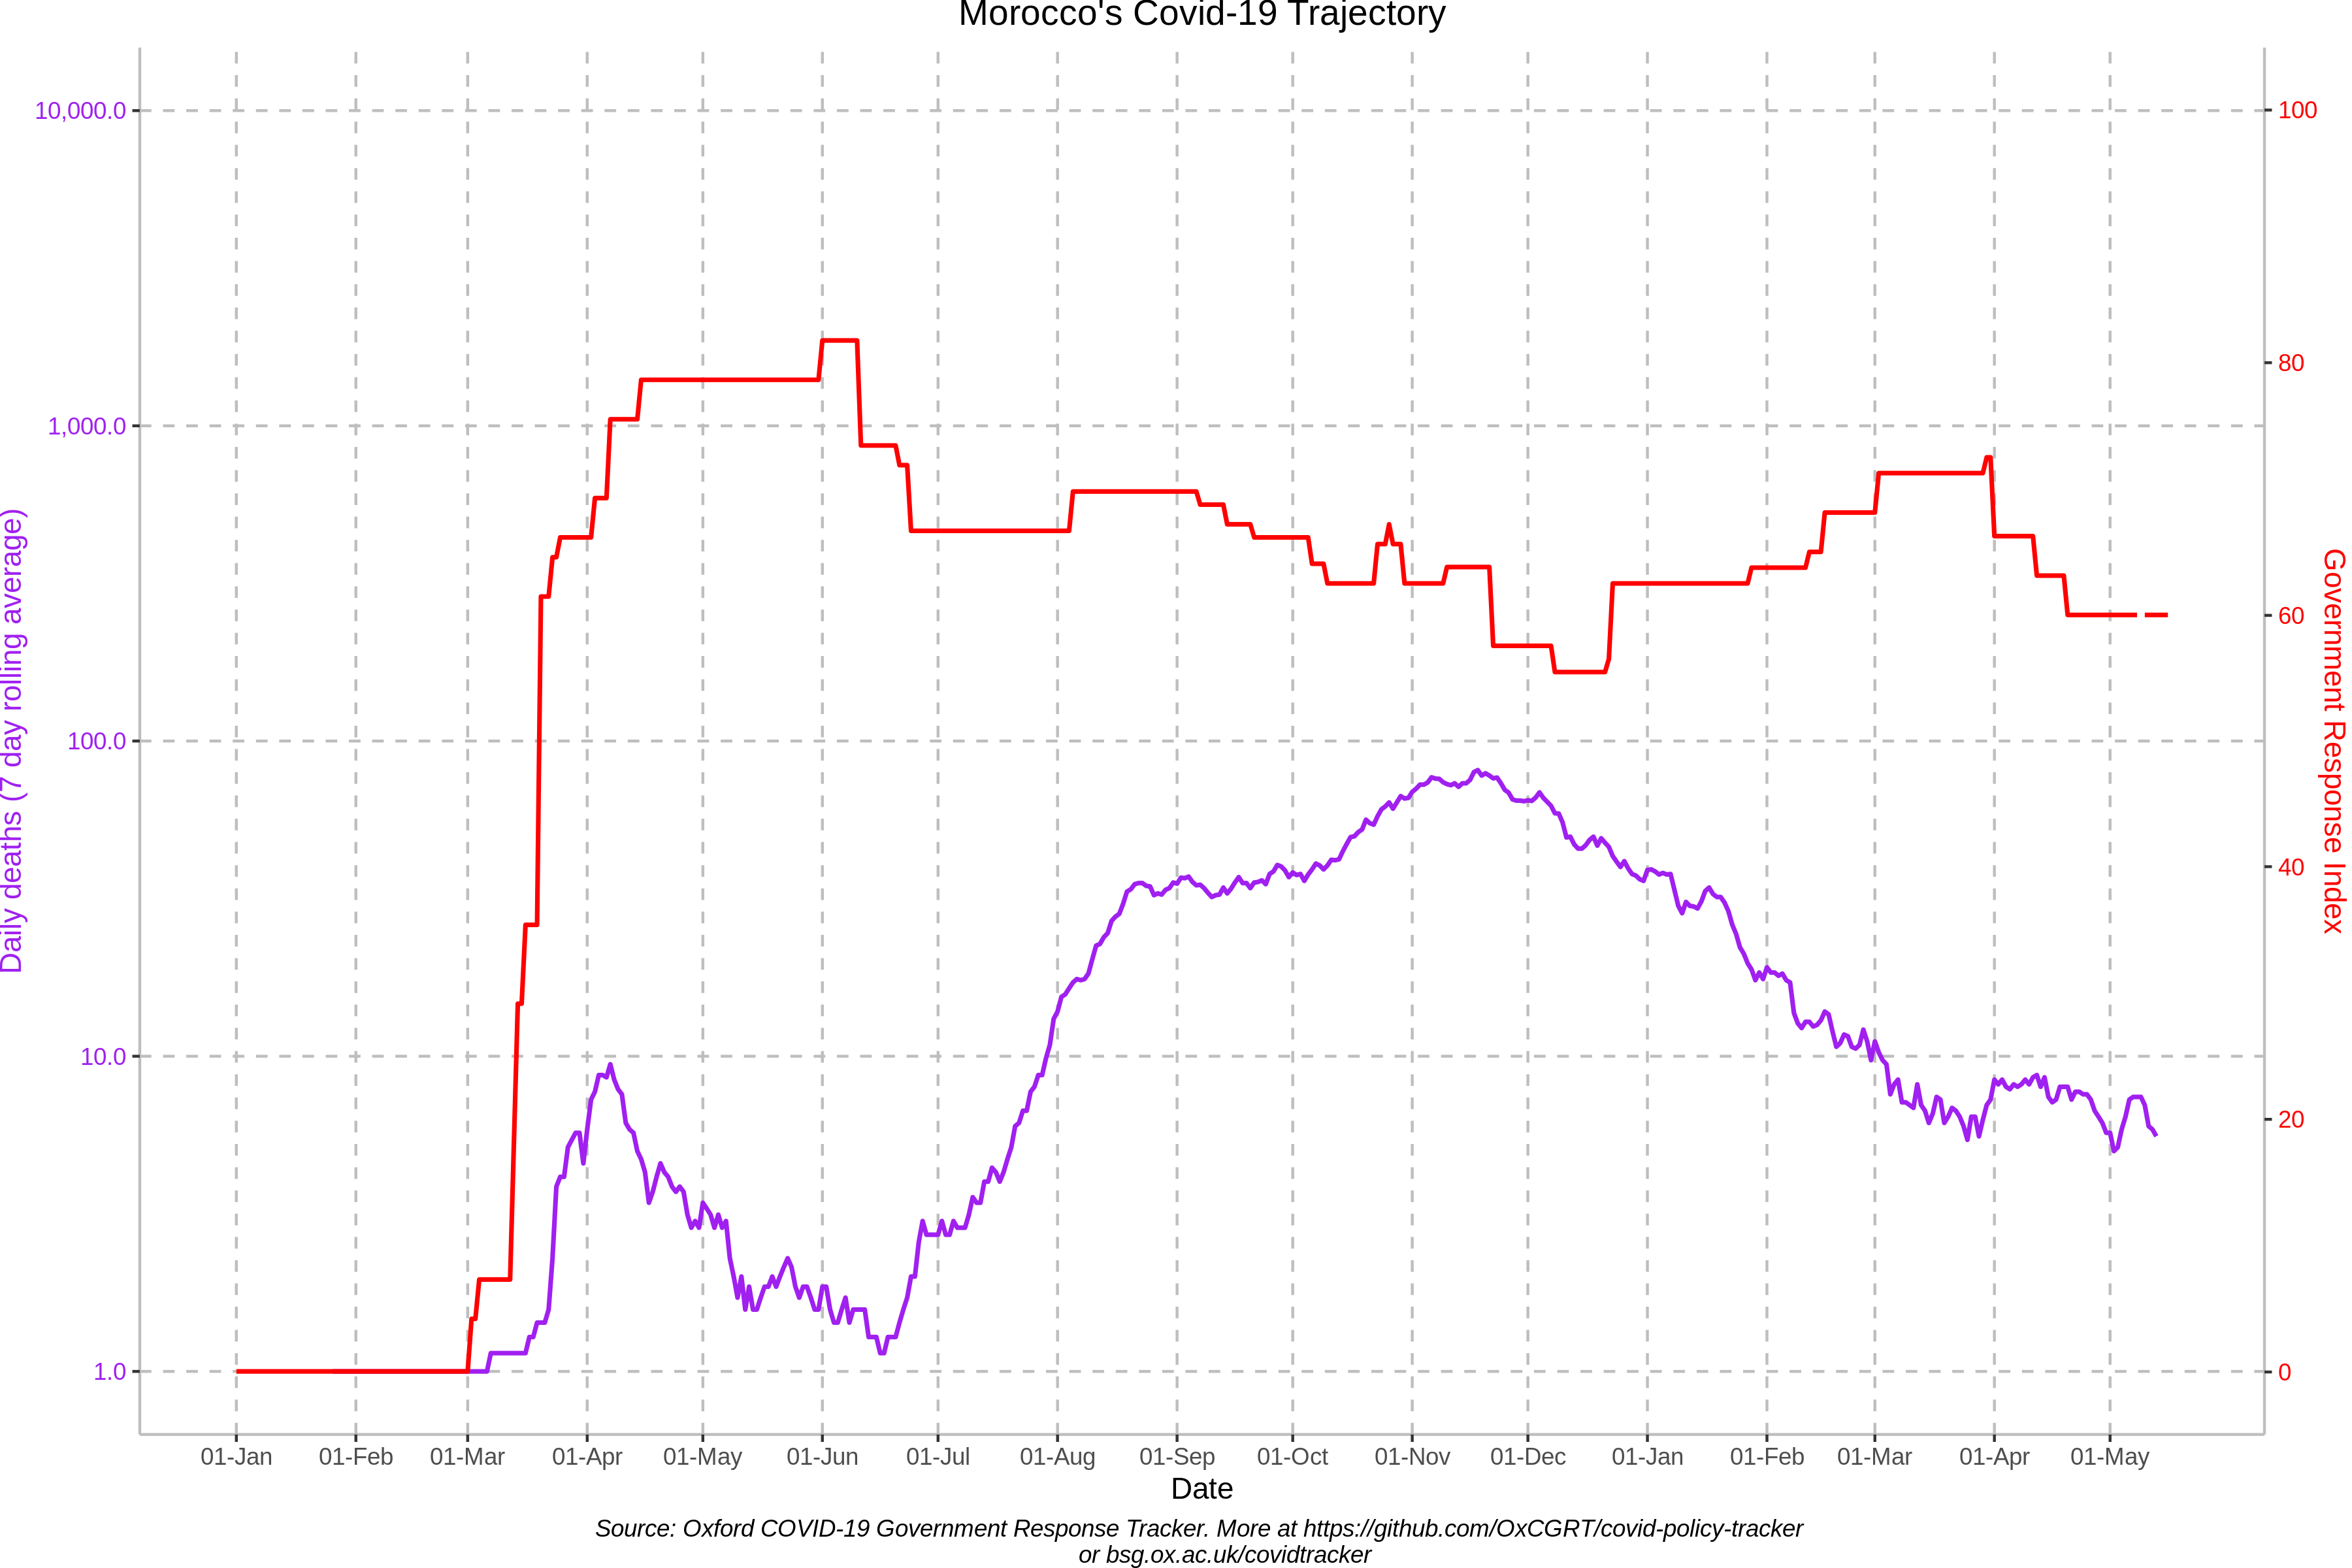 Morocco's Covid-19 Trajectory
Daily deaths (7 day rolling average)
10,000.0
1,000.0
100.0
10.0
1.0
100
80
60
40
20
0
Government Response Index
01-Jan 01-Feb 01-Mar 01-Apr 01-May 01-Jun 01-Jul 01-Aug 01-Sep 01-Oct 01-Nov 01-Dec 01-Jan 01-Feb 01-Mar 01-Apr 01-May
Date
Source: Oxford COVID-19 Government Response Tracker. More at https://github.com/OxCGRT/covid-policy-tracker
or bsg.ox.ac.uk/covidtracker